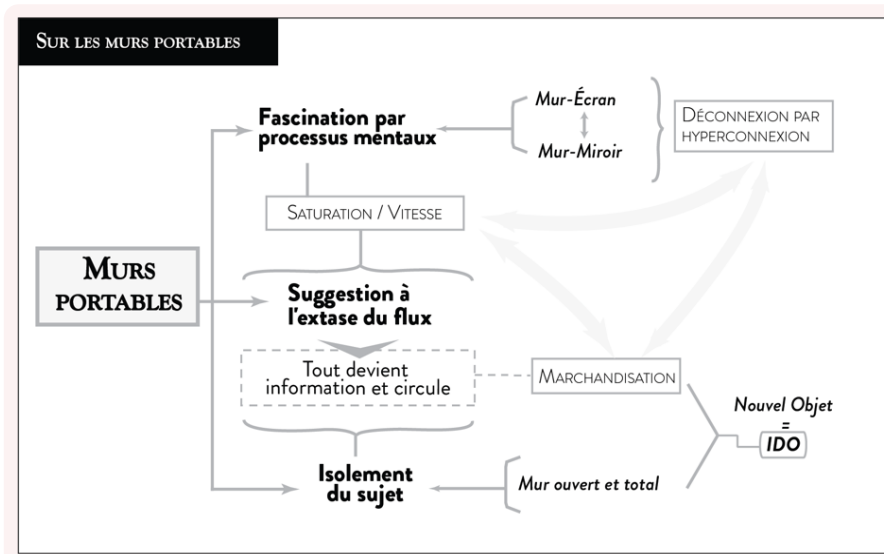 SUR LES MURS PORTABLES
Fascination par
processus mentaux
Mur-Écran
Mur-Miroir
DÉCONNEXION PAR
HYPERCONNEXION
SATURATION / VITESSE
MURS
PORTABLES
Suggestion à
l'extase du flux
Tout devient
information et circule
MARCHANDISATION
Nouvel Objet
=
IDO
Isolement
du sujet
Mur ouvert et total